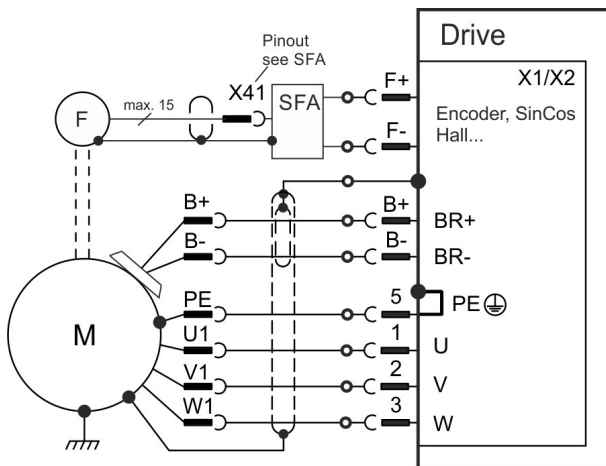 Drive
Pinout
see SFA
X1/X2
X41
SFA
F+
Encoder, SinCos
Hall...
max. 15
F
F-
B+
B+
BR+
B-
B-
BR-
PE
5
PE
M
U1
1
U
V1
2
V
W1
3
W